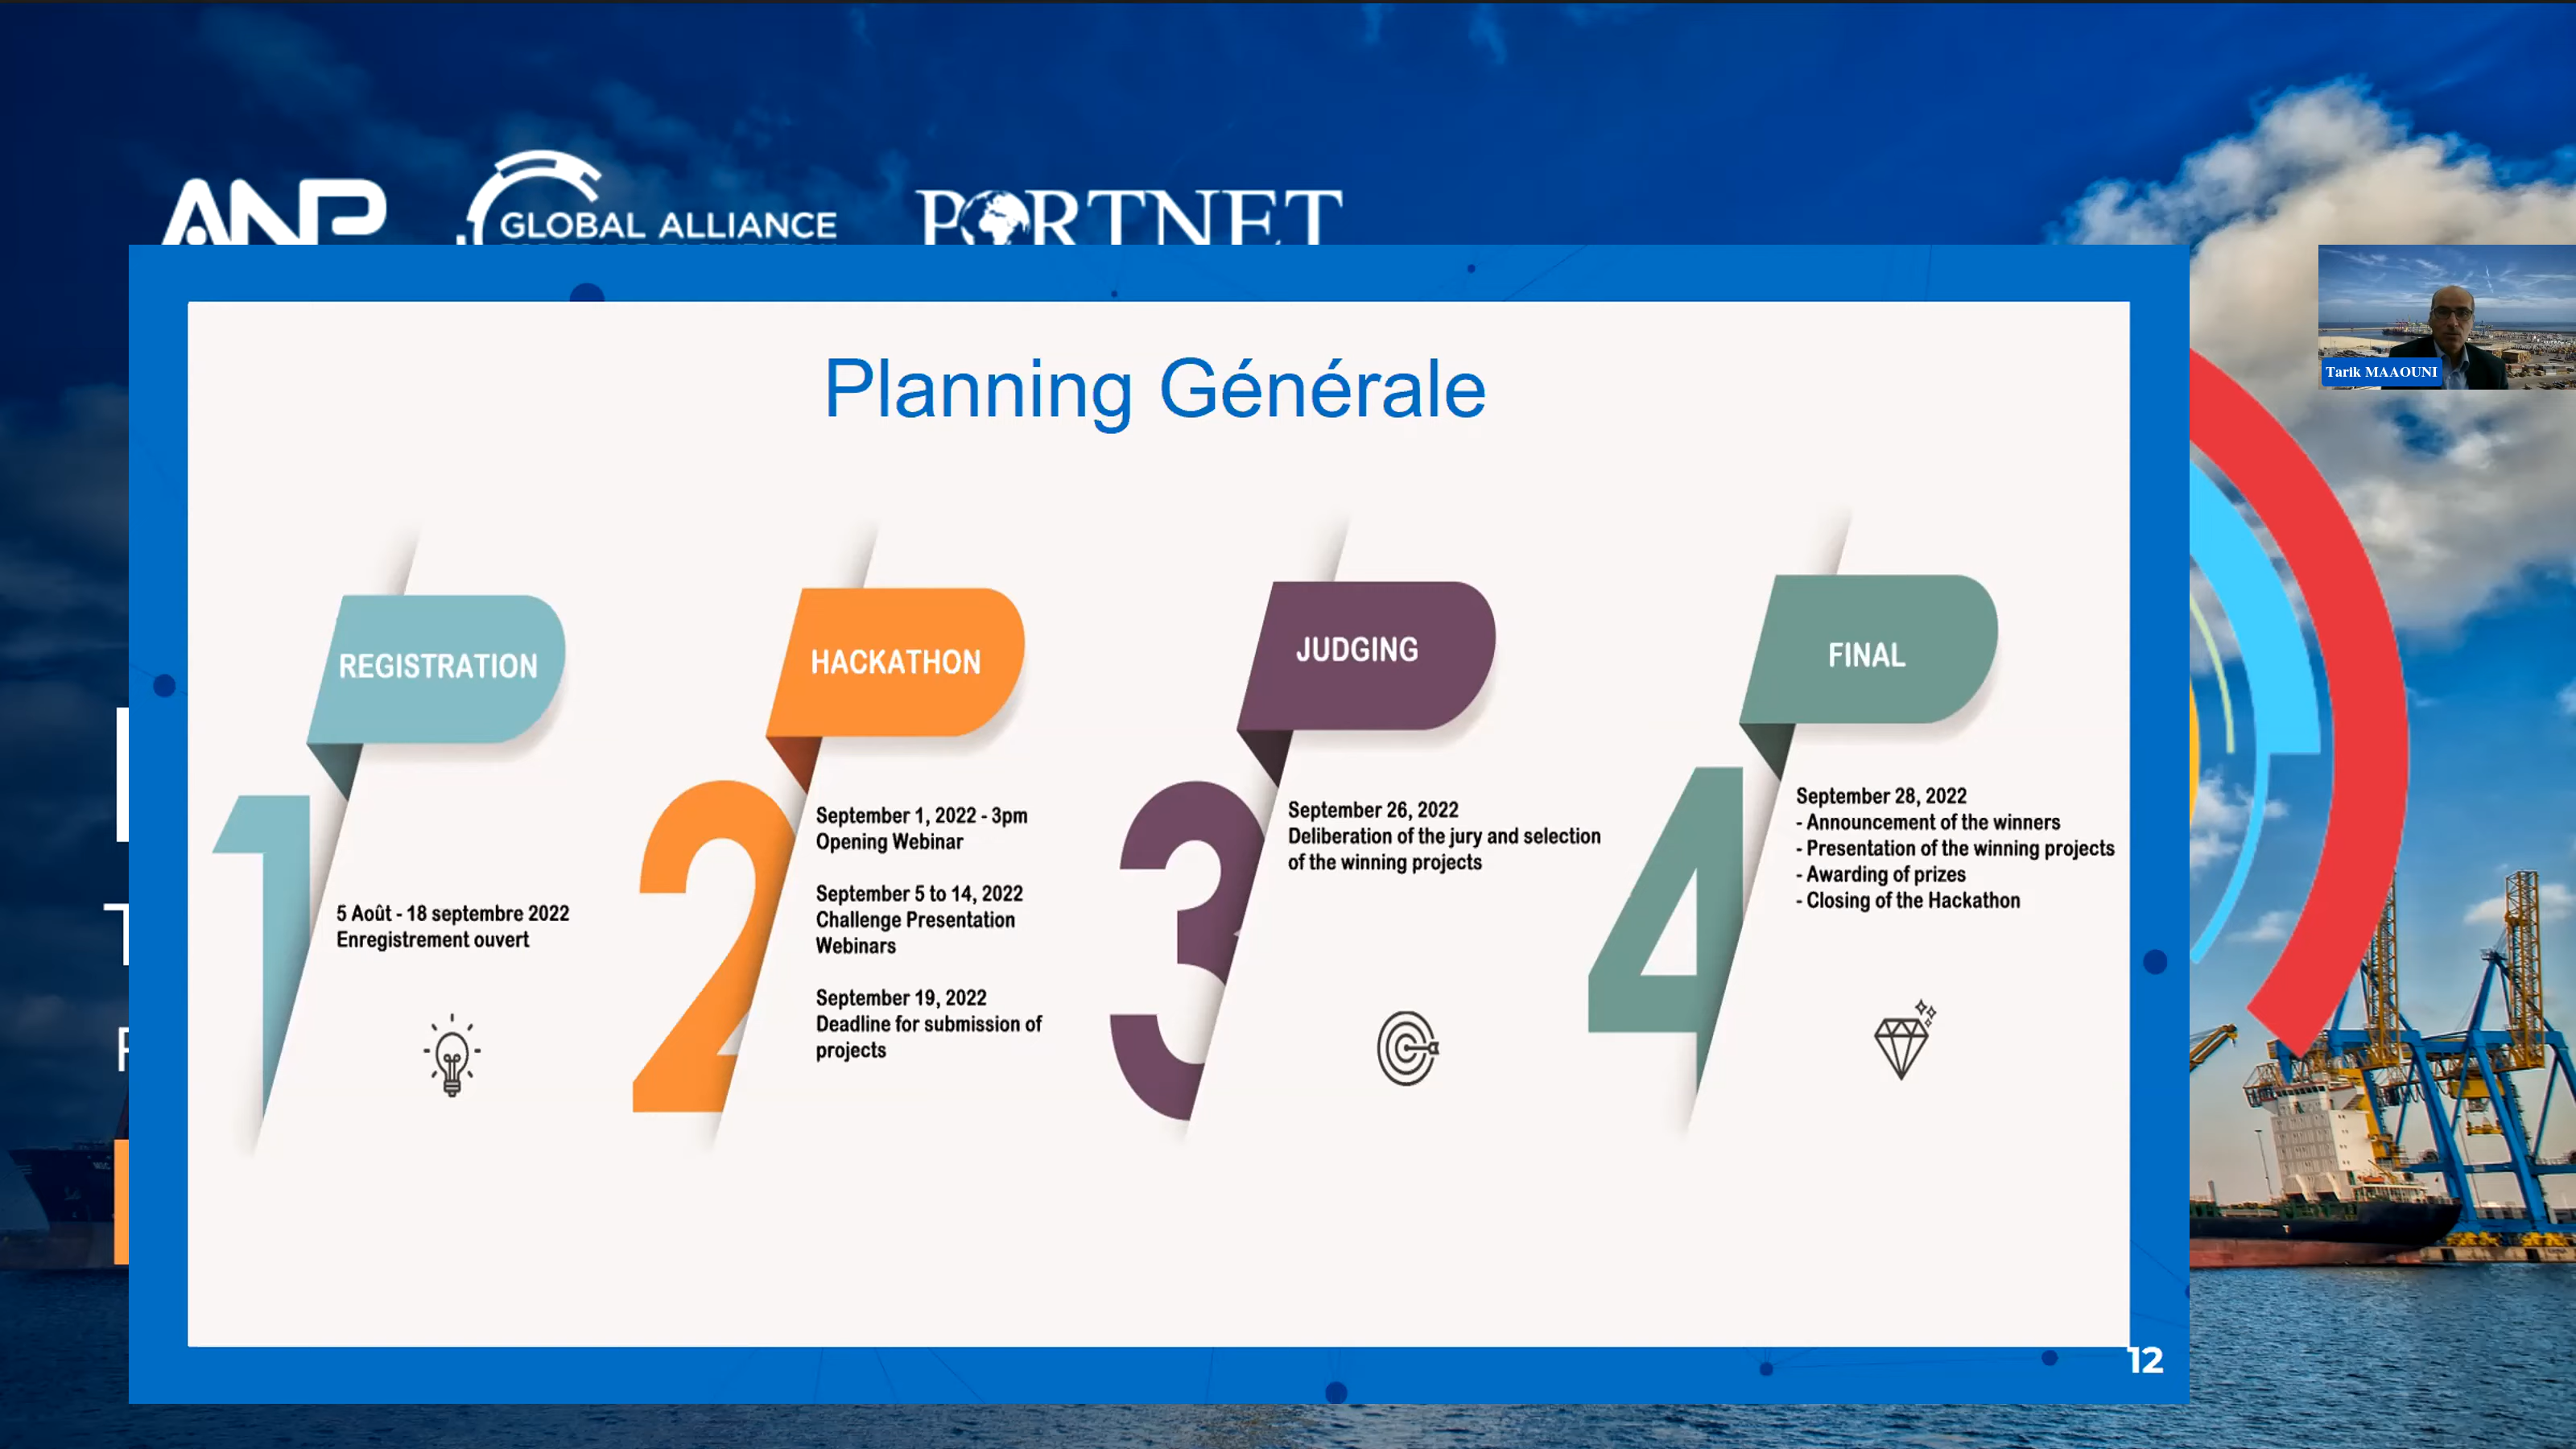 ANP
GLOBAL ALLIANCE
PORTNET
Tarik MAAOUNI
Planning Générale
REGISTRATION
5 Août - 18 septembre 2022
Enregistrement ouvert
1
HACKATHON
September 1, 2022 - 3pm
Opening Webinar
September 5 to 14, 2022
Challenge Presentation
Webinars
September 19, 2022
Deadline for submission of
projects
2
JUDGING
September 26, 2022
Deliberation of the jury and selection
of the winning projects
3
FINAL
September 28, 2022
- Announcement of the winners
- Presentation of the winning projects
- Awarding of prizes
- Closing of the Hackathon
4
12